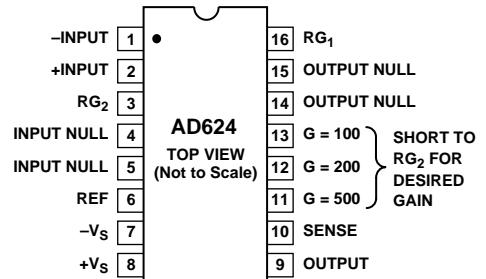 –INPUT 1 16 RG1
+INPUT 2 15 OUTPUT NULL
RG2 3 14 OUTPUT NULL
INPUT NULL 4 13 G = 100
INPUT NULL 5 12 G = 200
REF 6 11 G = 500
–VS 7 10 SENSE
+VS 8 9 OUTPUT
AD624
TOP VIEW
(Not to Scale)
SHORT TO
RG2 FOR
DESIRED
GAIN